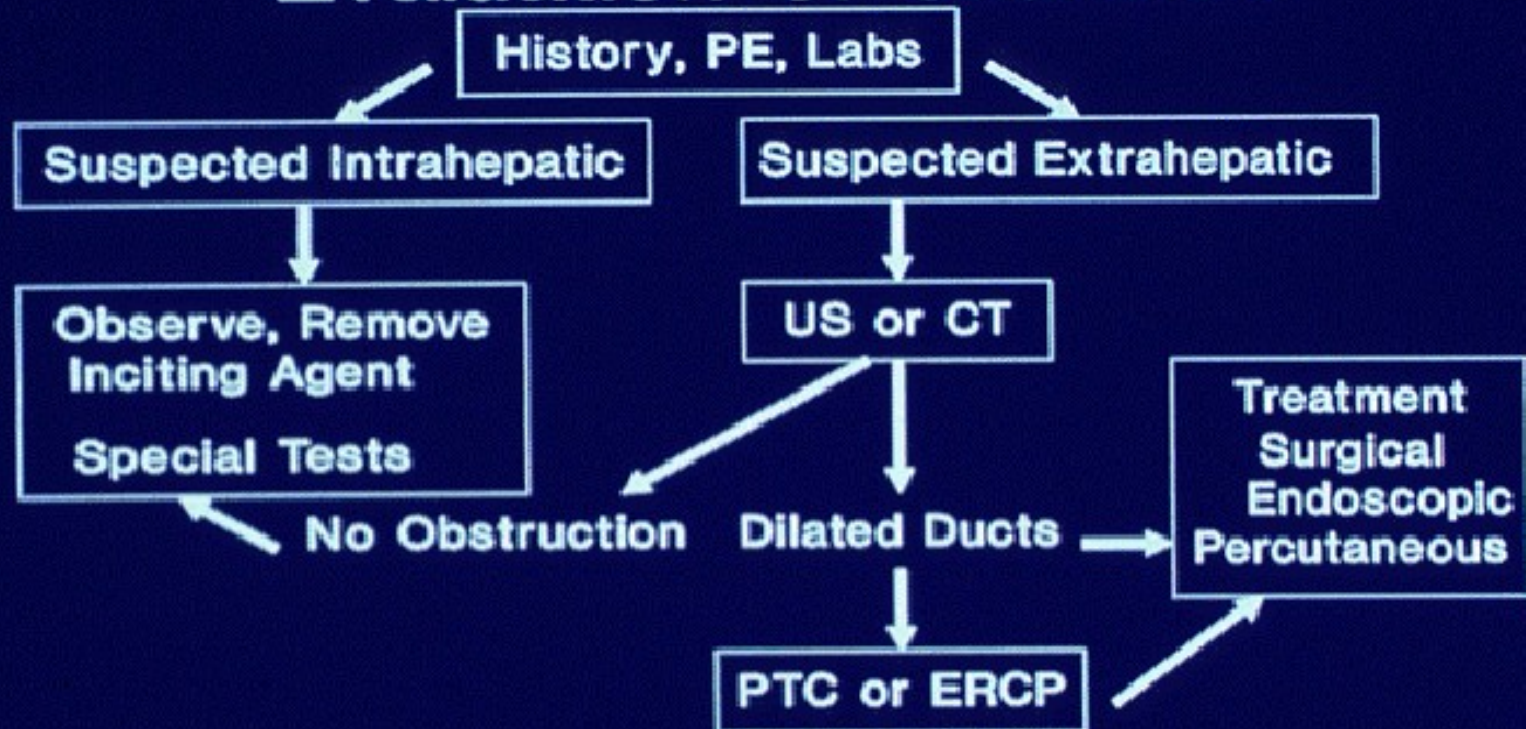 History, PE, Labs
Suspected Intrahepatic
Suspected Extrahepatic
Observe, Remove
Inciting Agent
Special Tests
US or CT
No Obstruction
Dilated Ducts
Treatment
Surgical
Endoscopic
Percutaneous
PTC or ERCP